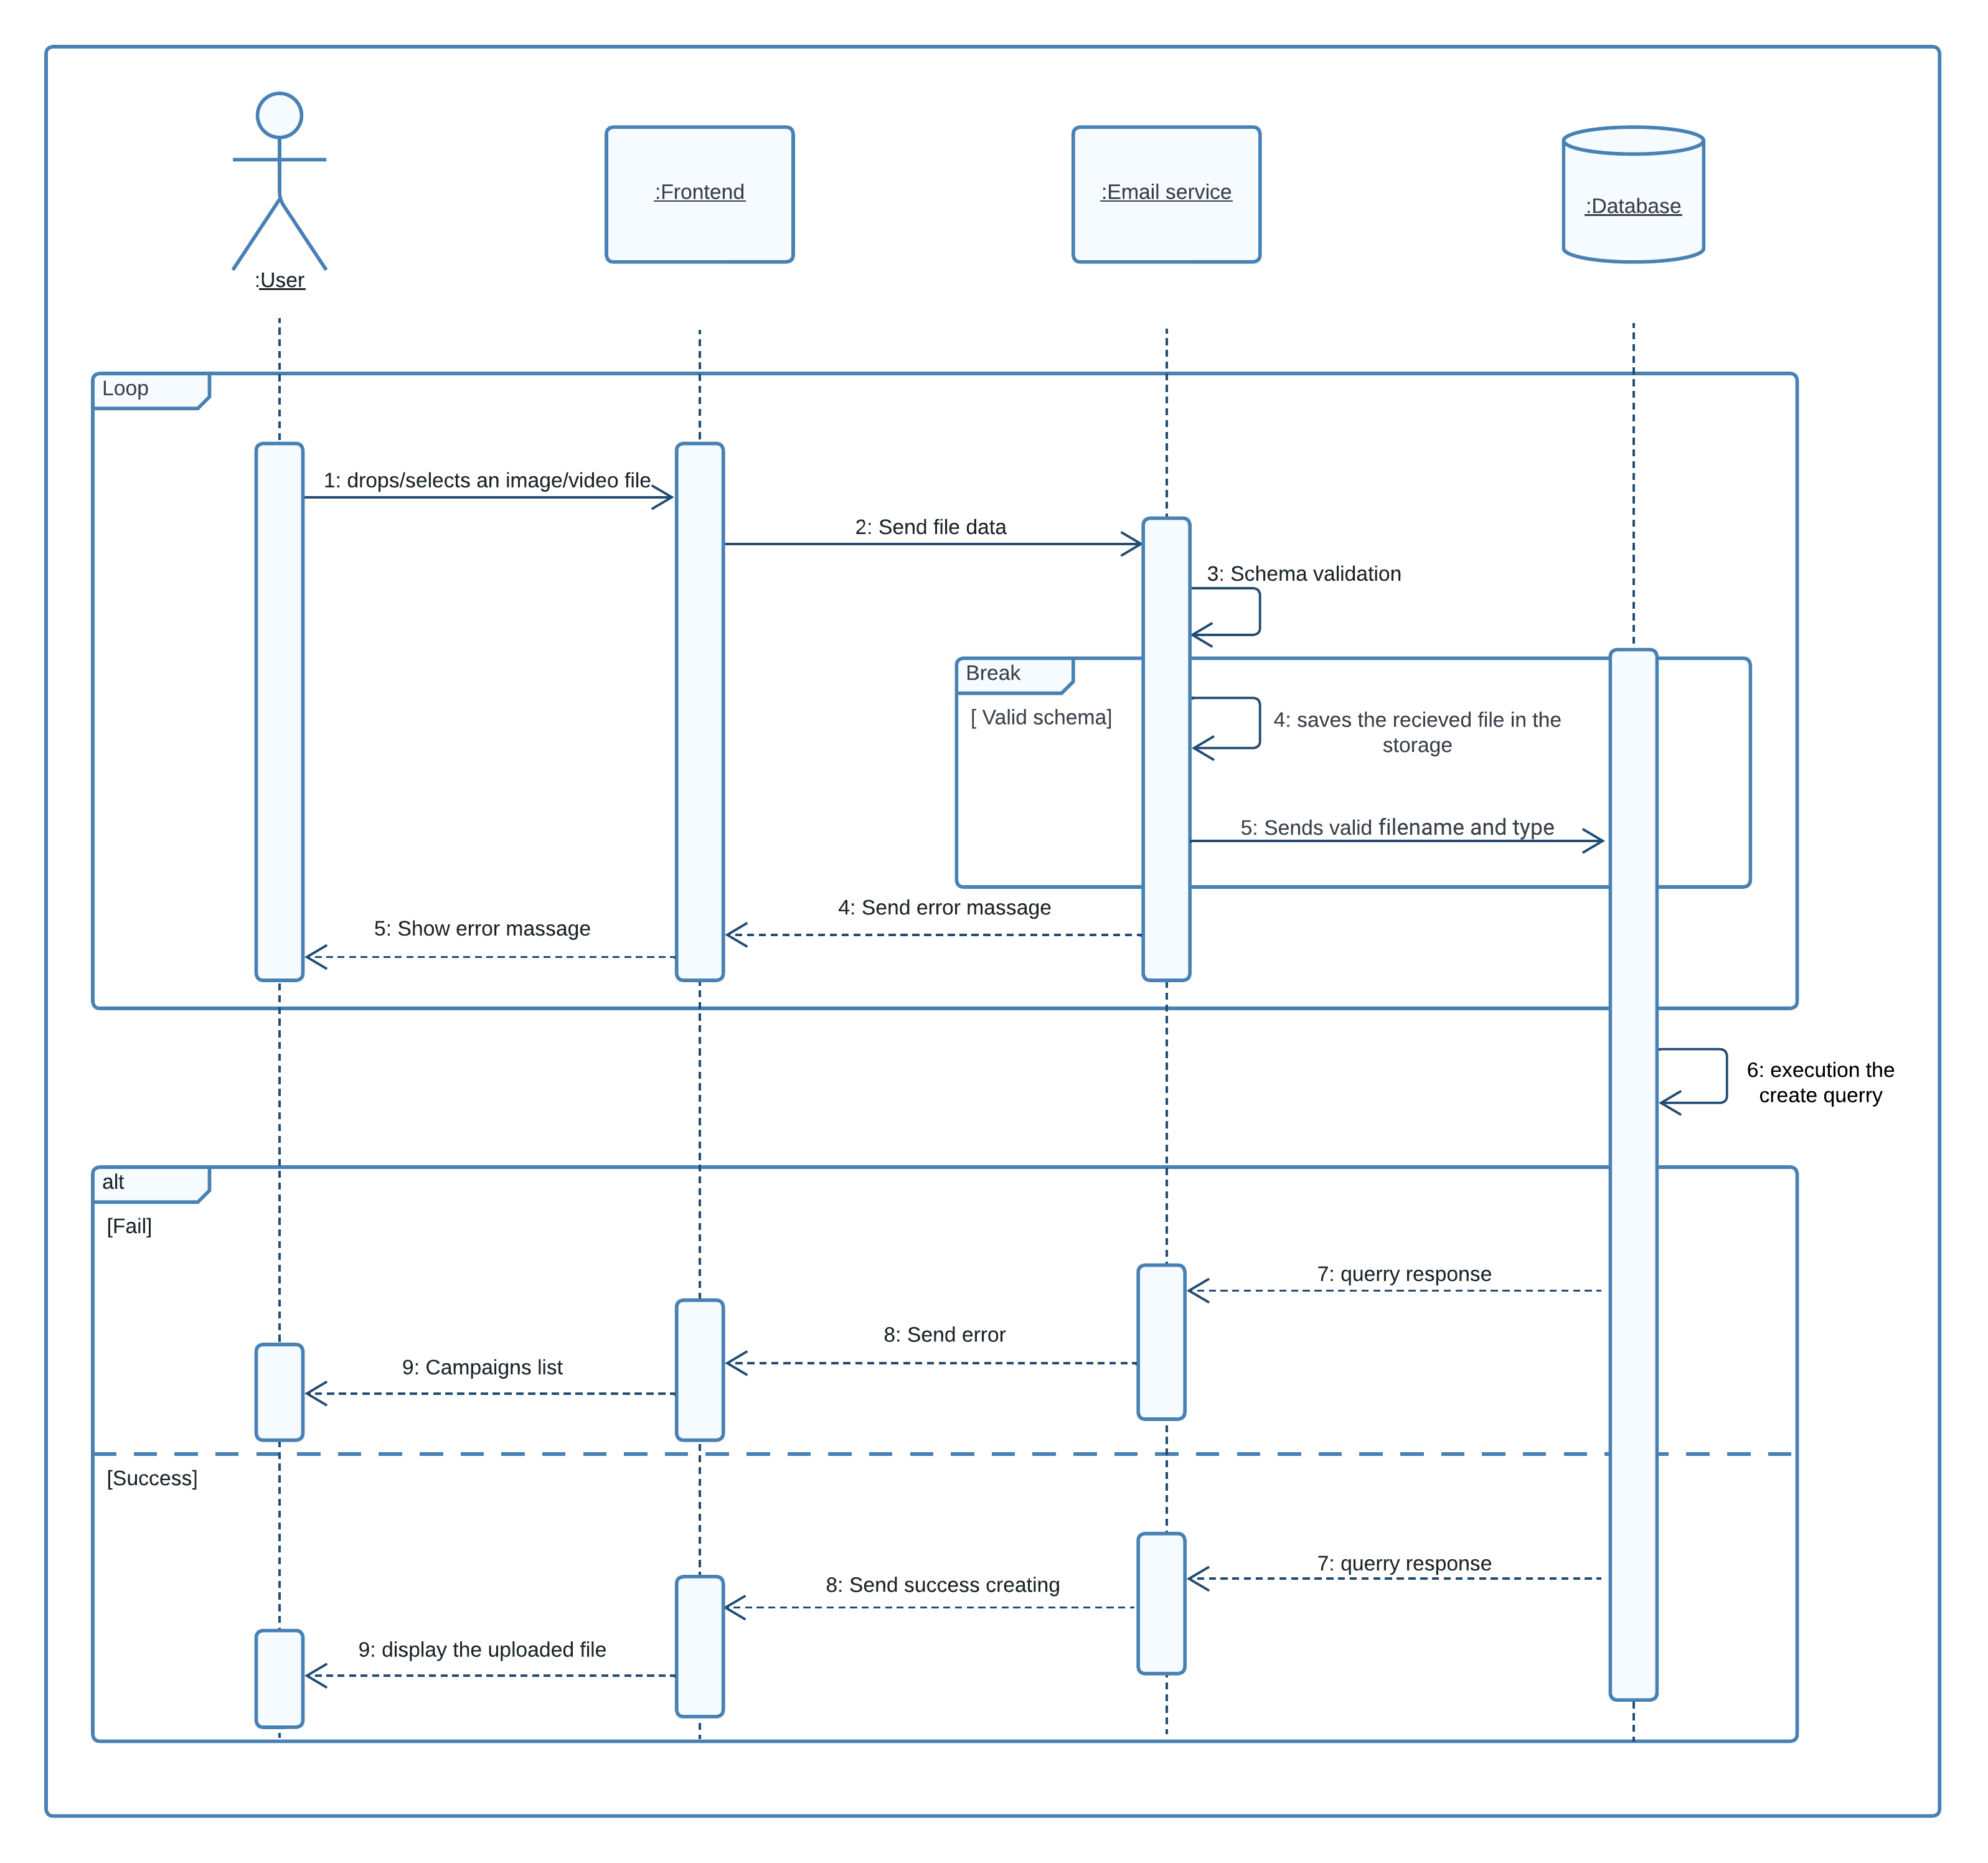 :User
:Frontend
:Email service
:Database
Loop
1: drops/selects an image/video file
2: Send file data
3: Schema validation
Break
[ Valid schema]
4: saves the recieved file in the
storage
5: Sends valid filename and type
4: Send error massage
5: Show error massage
6: execution the
create querry
alt
[Fail]
7: querry response
8: Send error
9: Campaigns list
[Success]
7: querry response
8: Send success creating
9: display the uploaded file